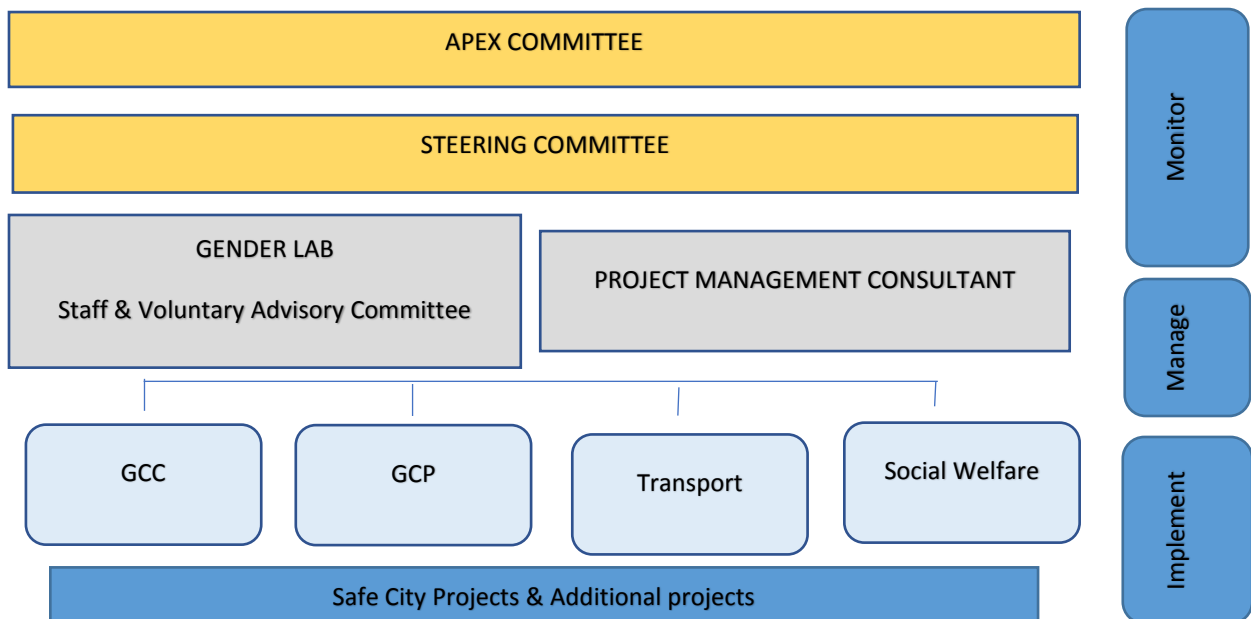 APEX COMMITTEE
STEERING COMMITTEE
Monitor
GENDER LAB
Staff & Voluntary Advisory Committee
PROJECT MANAGEMENT CONSULTANT
Manage
GCC
GCP
Transport
Social Welfare
Implement
Safe City Projects & Additional projects